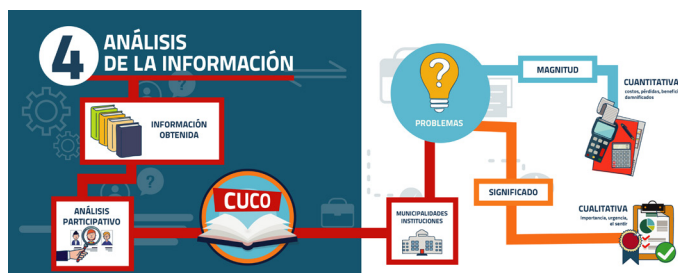 4
ANÁLISIS
DE LA INFORMACIÓN
INFORMACIÓN
OBTENIDA
ANÁLISIS
PARTICIPATIVO
CUCO
MUNICIPALIDADES
INSTITUCIONES
PROBLEMAS
MAGNITUD
CUANTITATIVA
costos, pérdidas, benefici
damnificados
SIGNIFICADO
CUALITATIVA
importancia, urgencia,
el sentir